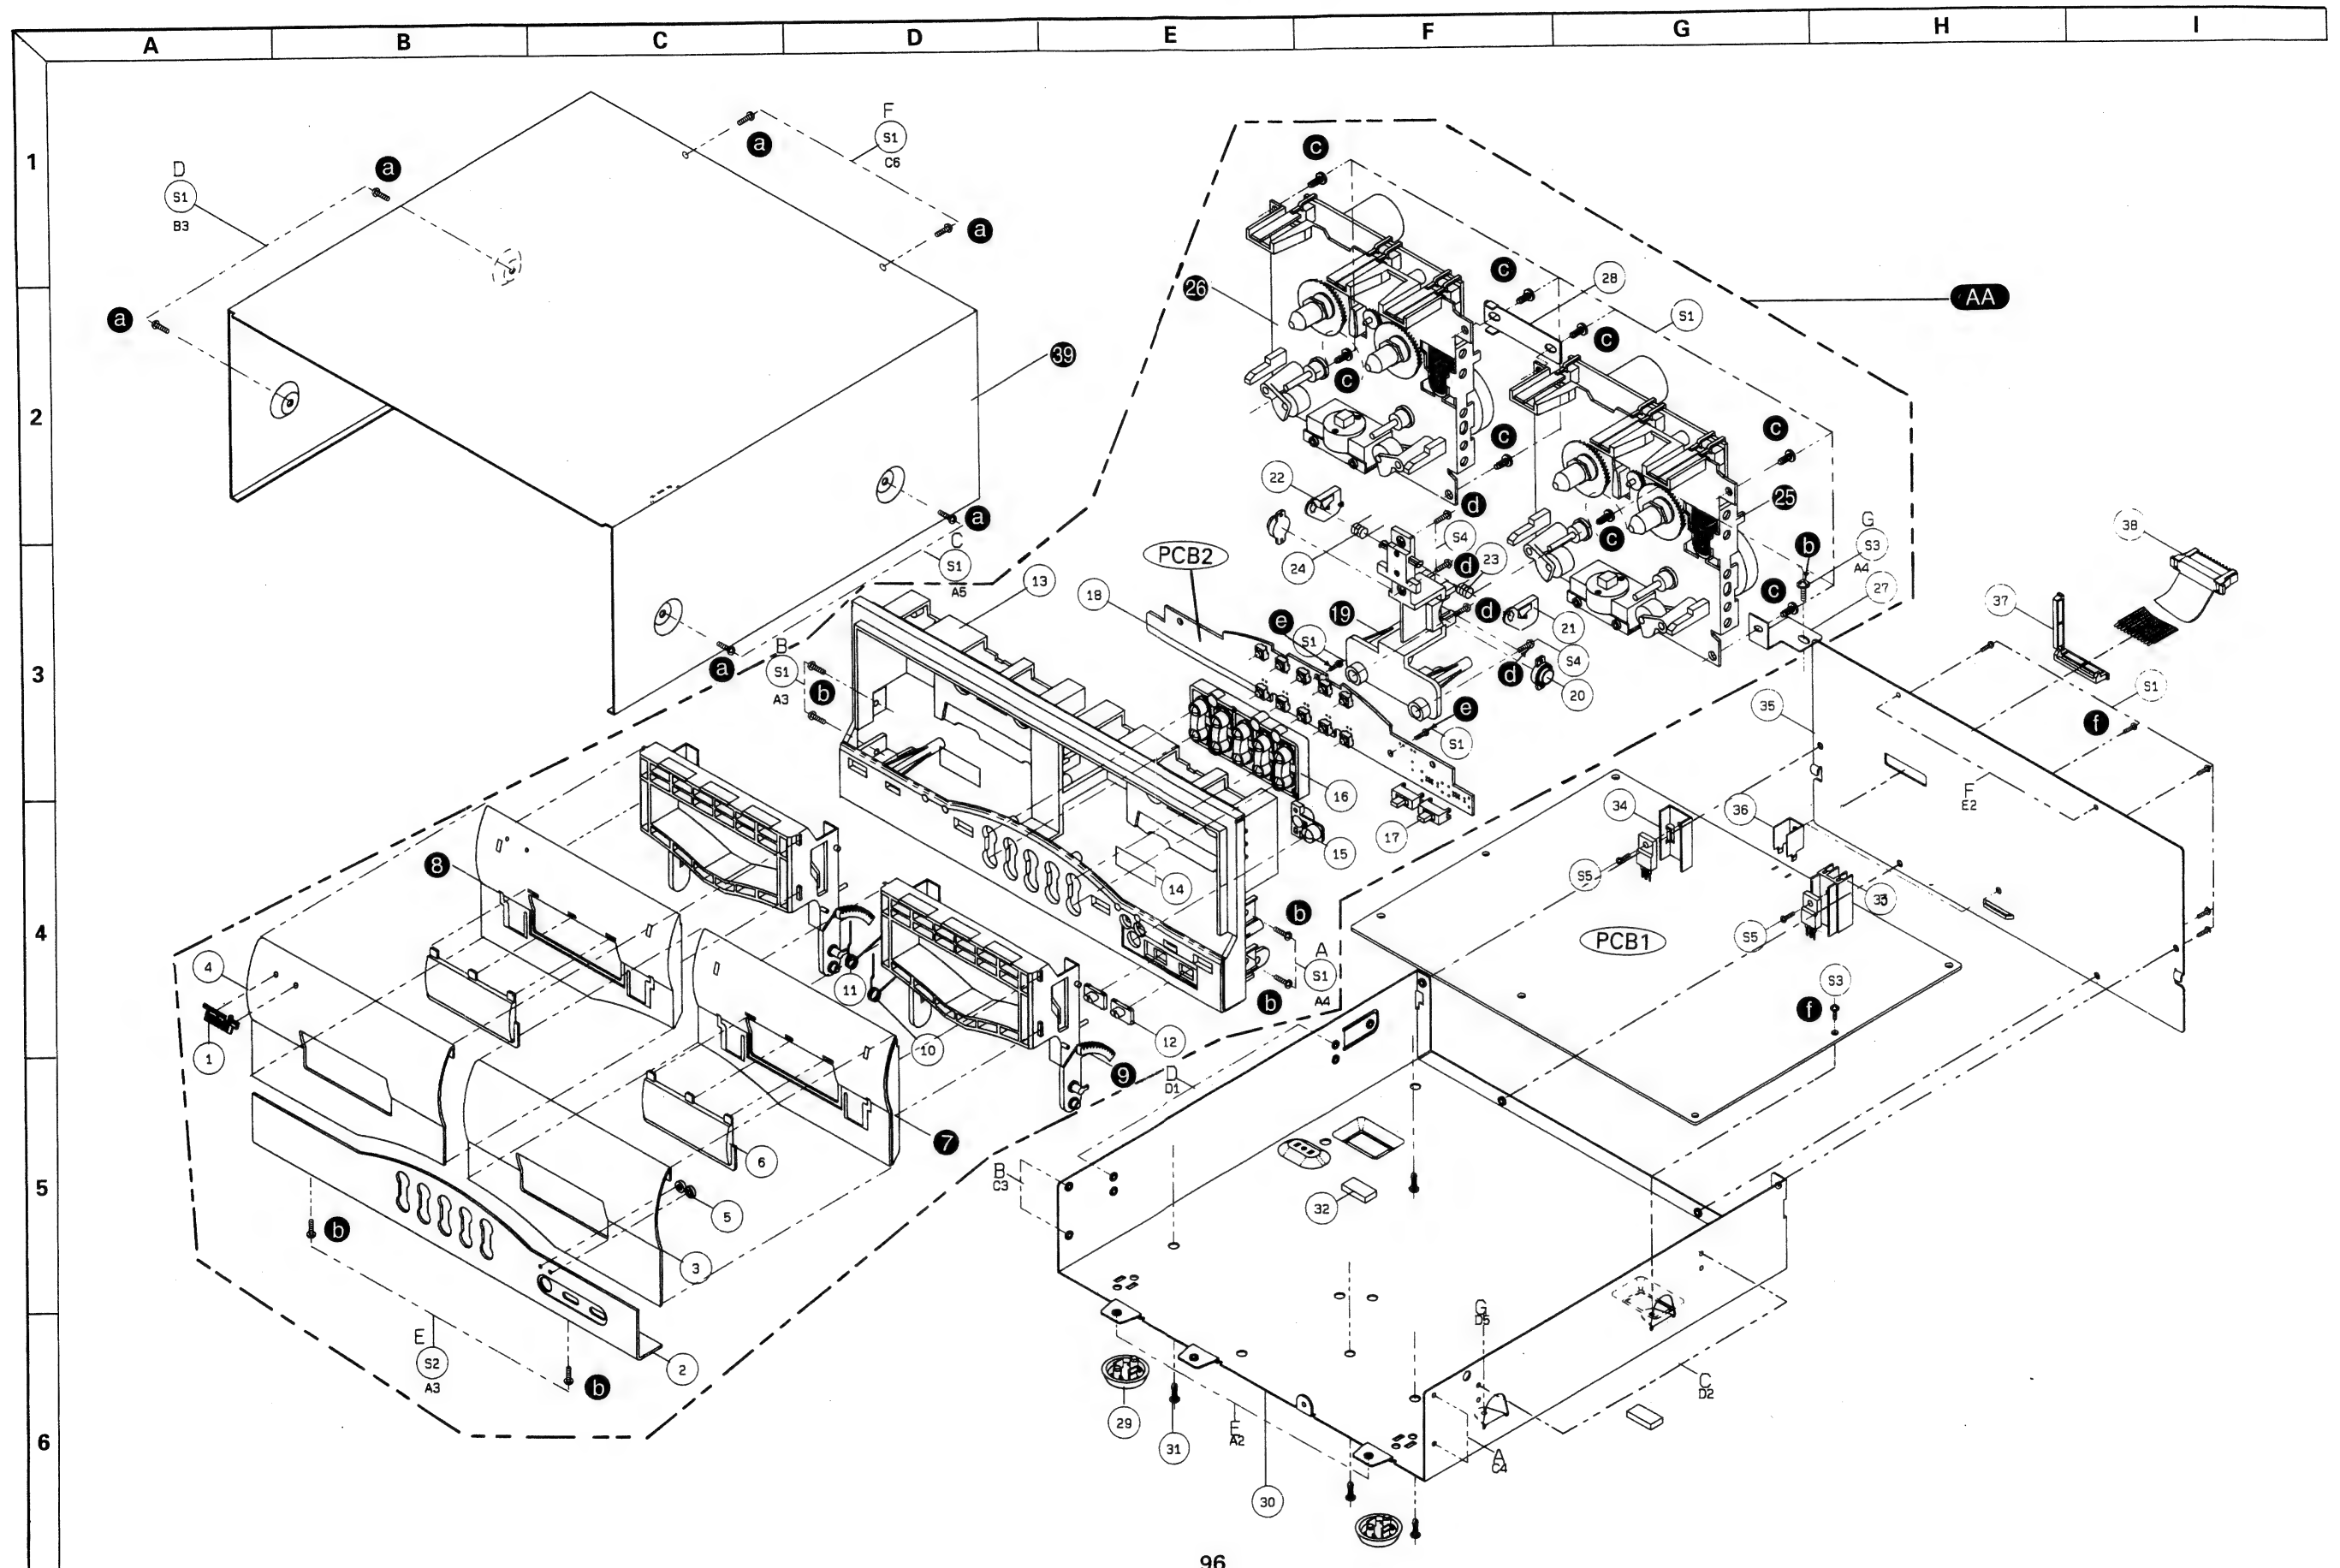 A B C D E F G H I
1
2
3
4
5
6
F
S1
C6
a
a
D
S1
B3
a
a
39
a
C
S1
A5
a
c
26
c
28
S1
c
AA
c
c
c
25
22
d
S4
24
d
23
c
G
S3
A4
b
c
27
38
37
PCB2
18
13
19
d
21
e
S1
d
S4
20
B
S1
A3
b
e
S1
S1
f
35
F
E2
16
17
15
34
36
S5
33
S5
PCB1
S3
f
14
8
b
A
S1
A4
b
4
1
11
10
12
9
D
D1
7
6
5
3
b
E
S2
A3
b
2
B
C3
32
G
D5
C
D2
29
31
E
A2
30
A
C4
96